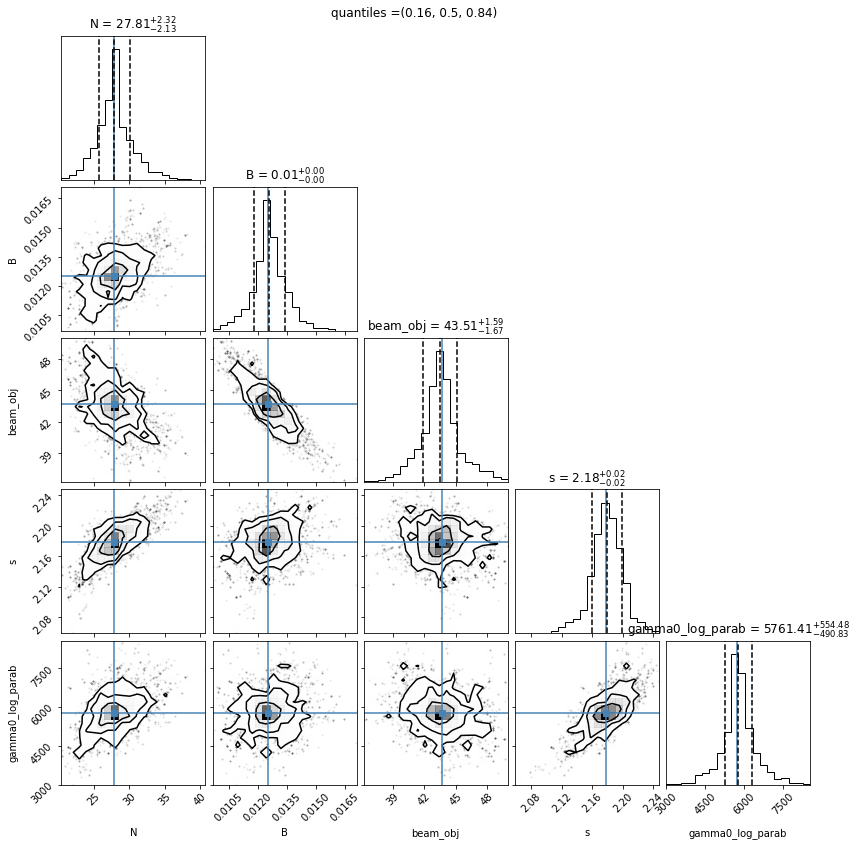 quantiles =(0.16, 0.5, 0.84)
N = 27.81+2.32 −2.13
B = 0.01+0.00 −0.00
0.0165
0.0150
0.0135
0.0120
0.0105
B
beam_obj = 43.51+1.59 −1.67
48
45
42
39
beam_obj
s = 2.18+0.02 −0.02
2.24
2.20
2.16
2.12
2.08
s
gamma0_log_parab = 5761.41+554.48 −490.83
7500
6000
4500
3000
gamma0_log_parab
25 30 35 40
0.0105 0.0120 0.0135 0.0150 0.0165
39 42 45 48
2.08 2.12 2.16 2.20 2.24
3000 4500 6000 7500
N B beam_obj s gamma0_log_parab